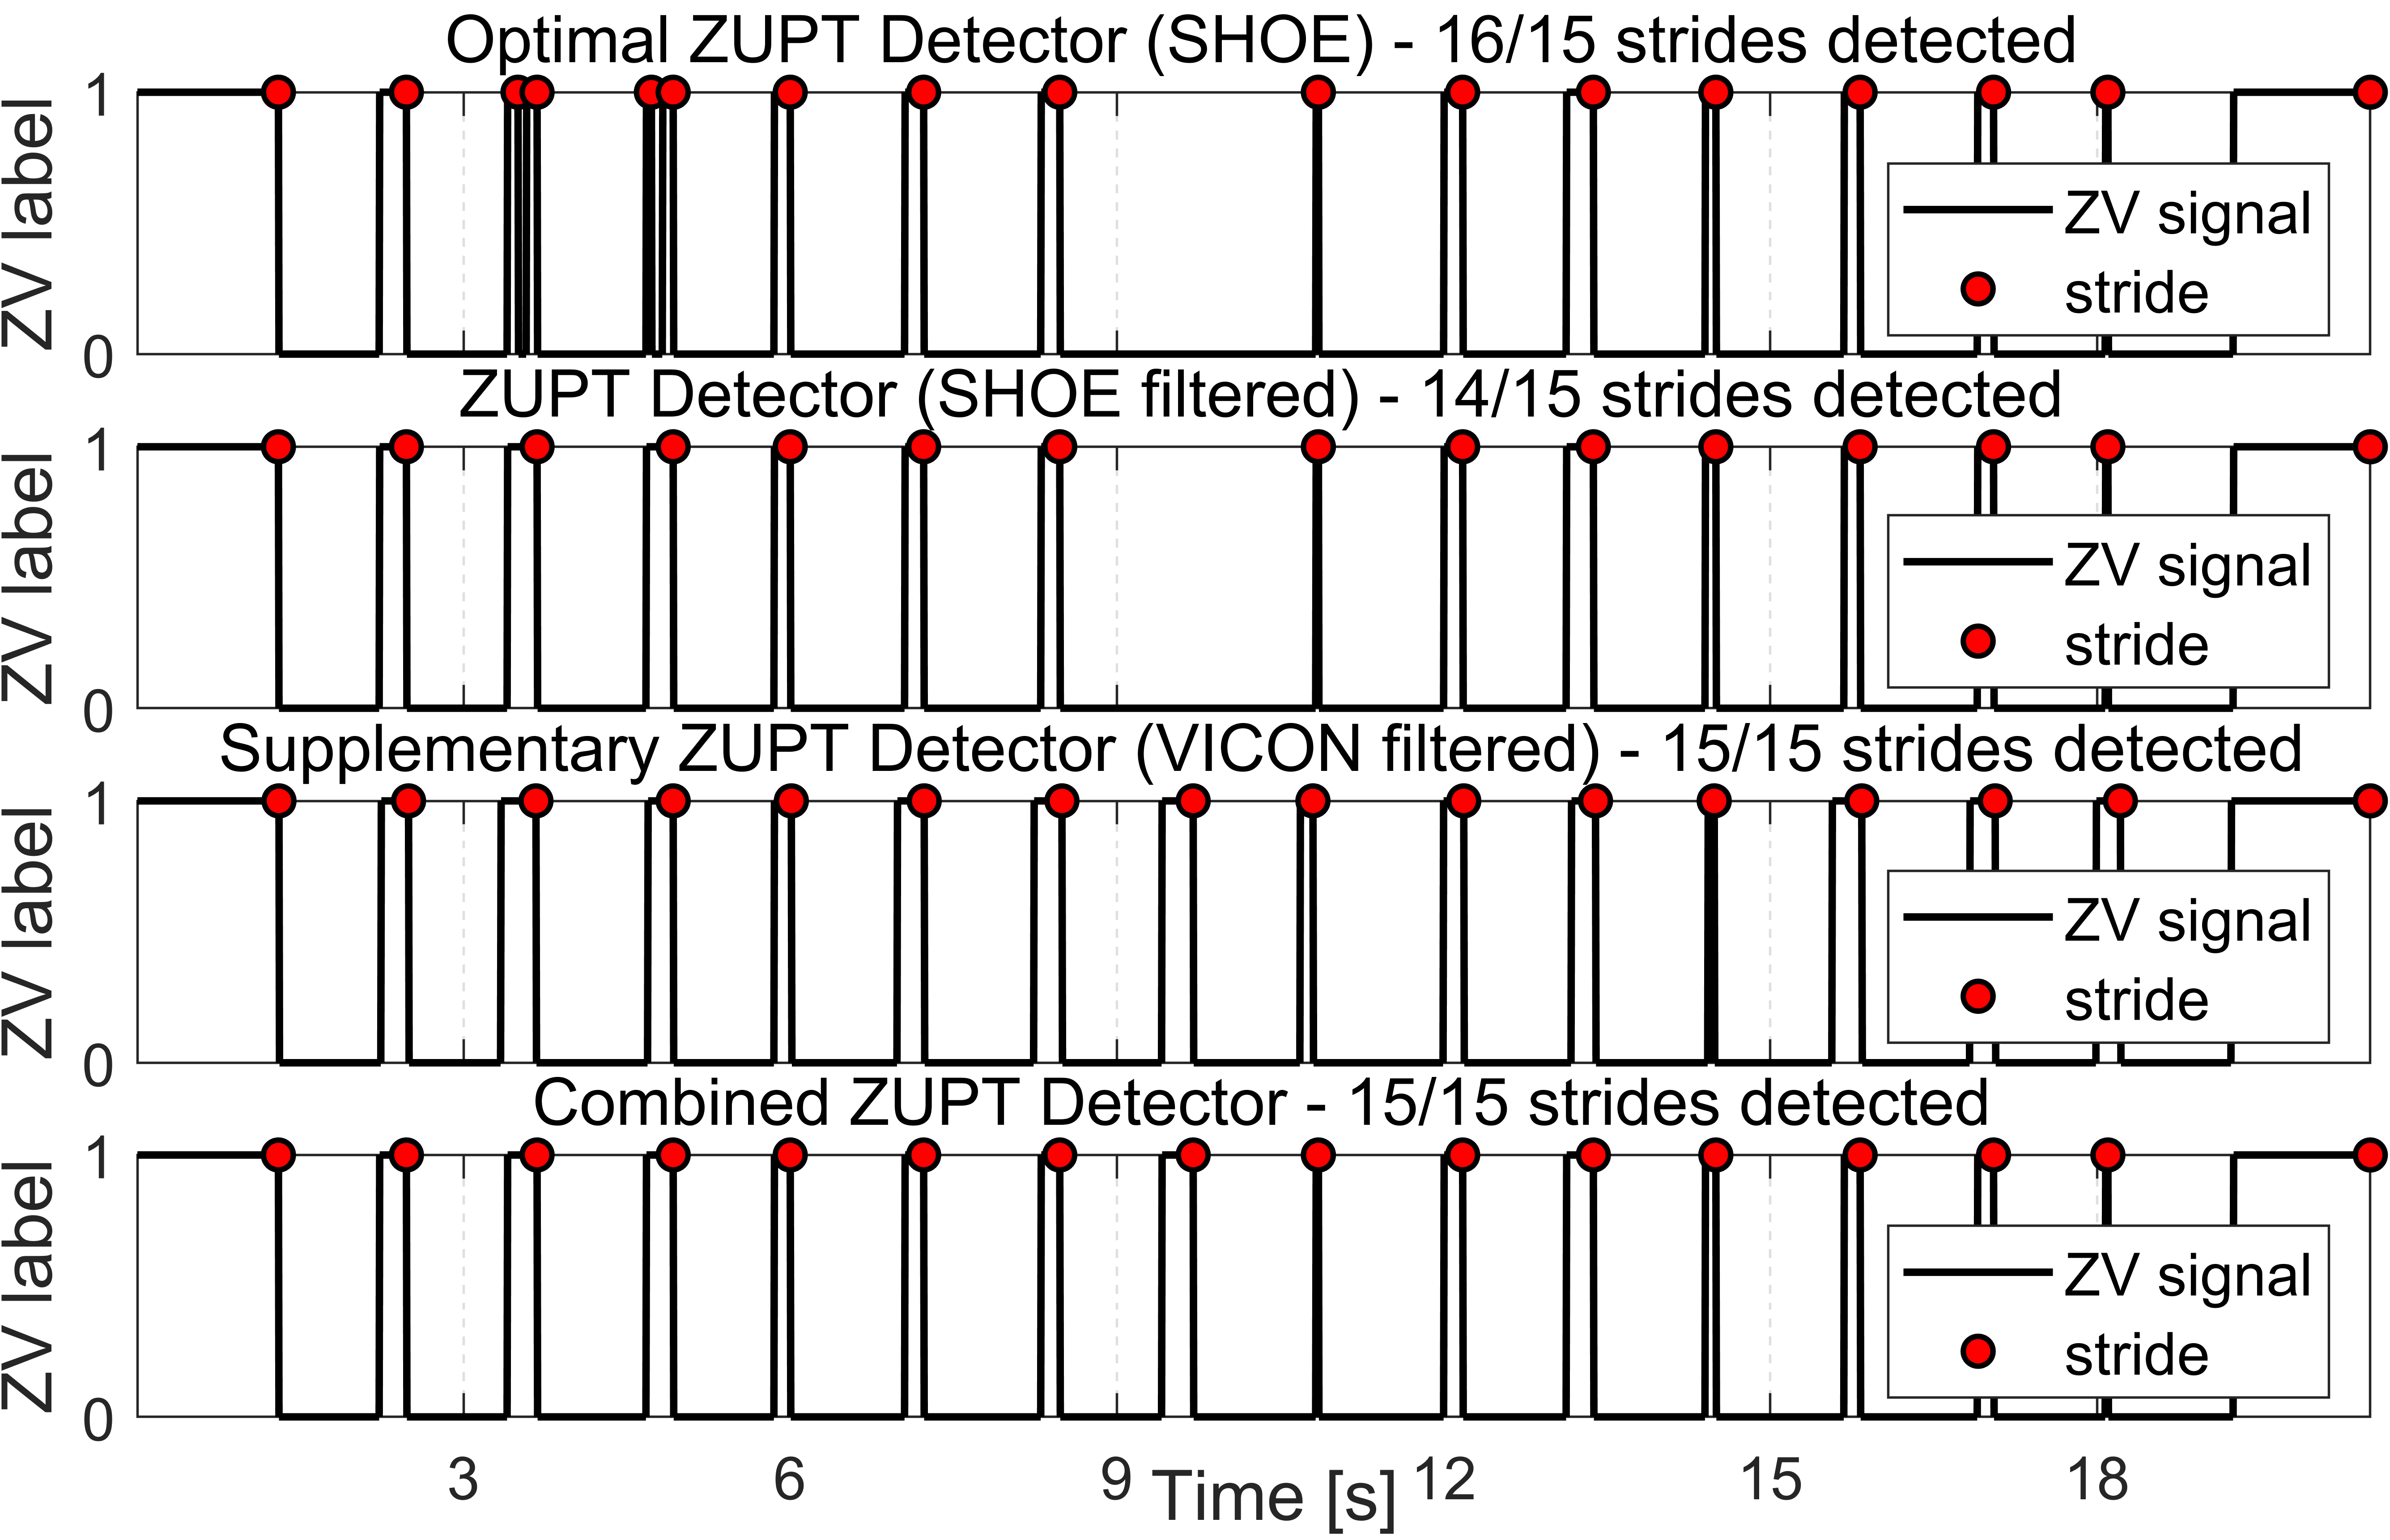 Optimal ZUPT Detector (SHOE) - 16/15 strides detected
1
ZV label
0
ZV signal
stride
ZUPT Detector (SHOE filtered) - 14/15 strides detected
1
ZV label
0
ZV signal
stride
Supplementary ZUPT Detector (VICON filtered) - 15/15 strides detected
1
ZV label
0
ZV signal
stride
Combined ZUPT Detector - 15/15 strides detected
1
ZV label
0
ZV signal
stride
3 6 9 12 15 18
Time [s]